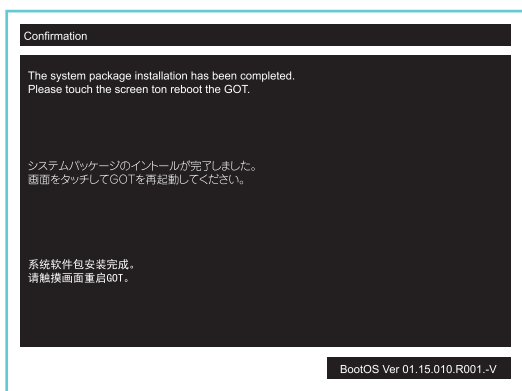 Confirmation
The system package installation has been completed.
Please touch the screen ton reboot the GOT.
システムパッケージのイントールが完了しました。
画面をタッチしてGOTを再起動してください。
系统软件包安装完成。
请触摸画面重启GOT。
BootOS Ver 01.15.010.R001.-V